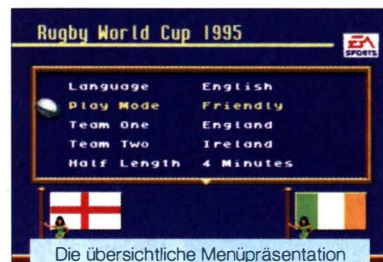 Rugby World Cup 1995
EA
SPORTS
Language English
Play Mode Friendly
Team One England
Team Two Ireland
Half Length 4 Minutes
Die übersichtliche Menüpräsentation